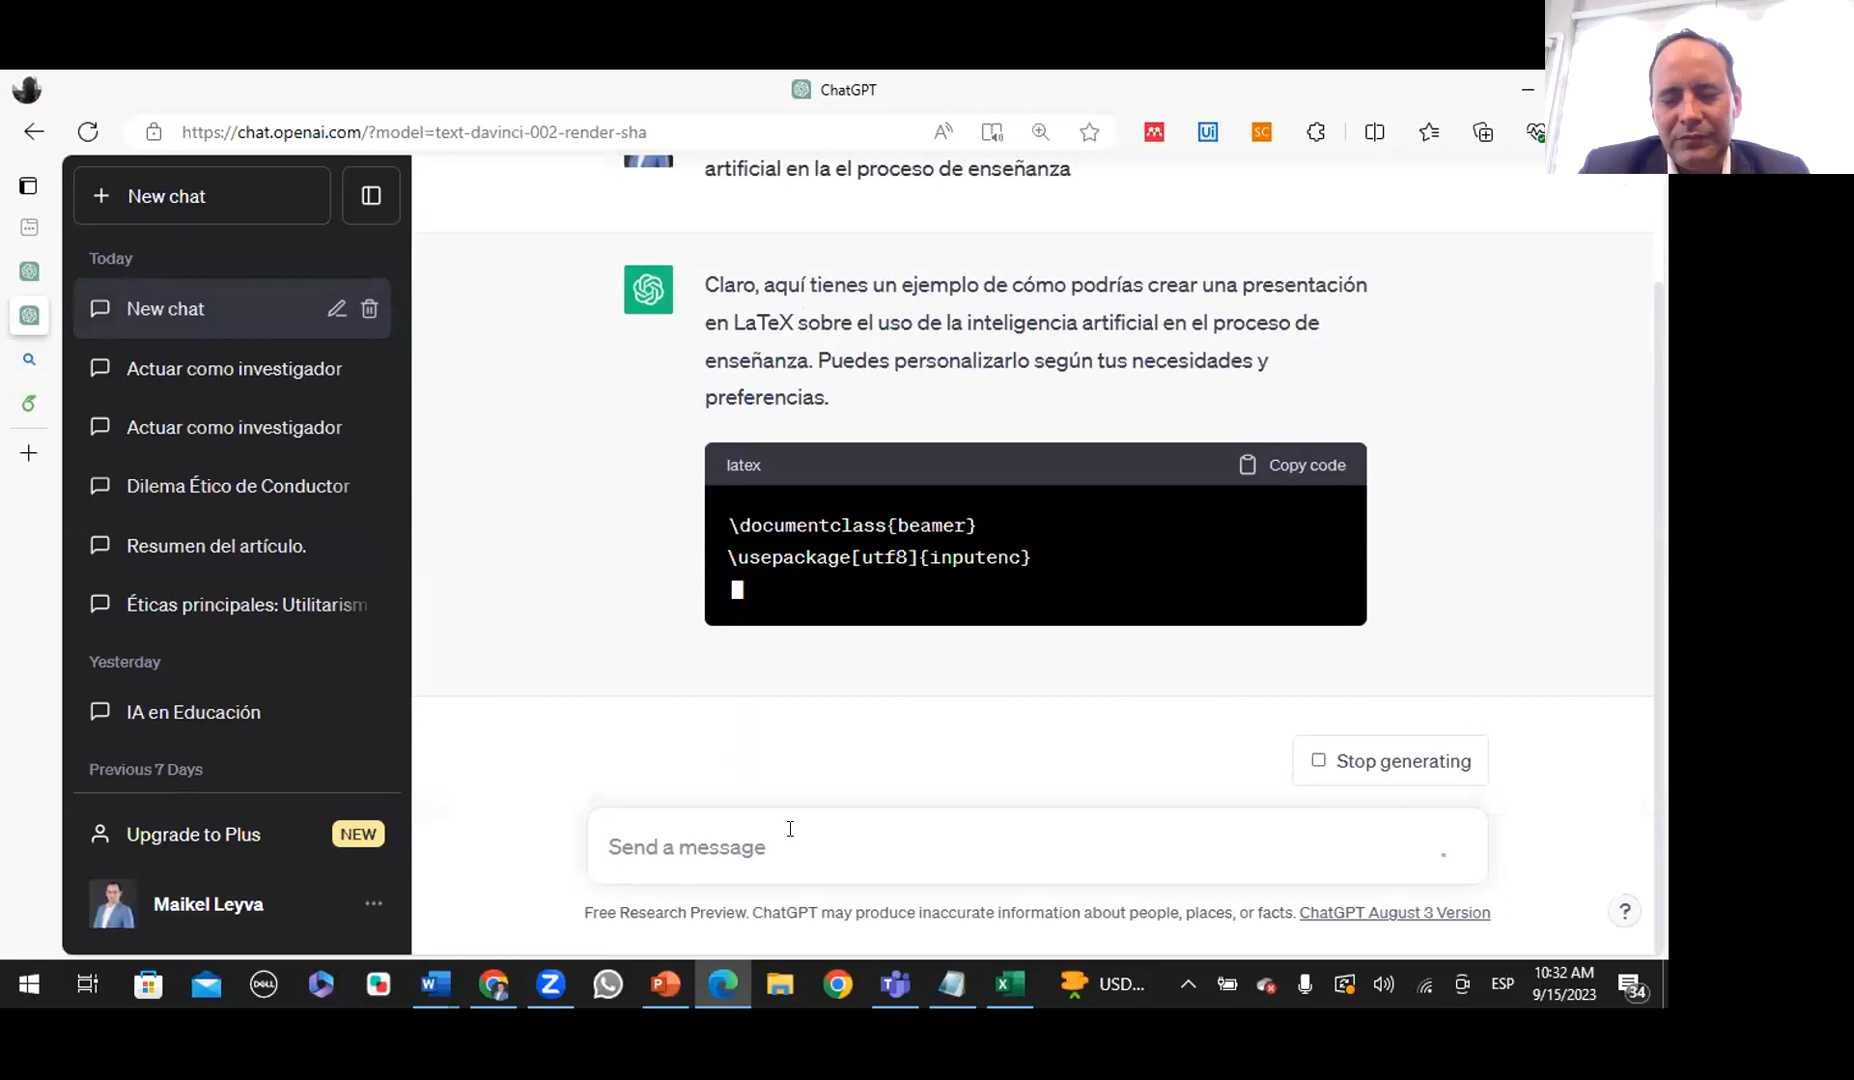 ChatGPT
https://chat.openai.com/?model=text-davinci-002-render-sha
New chat
Today
New chat
Actuar como investigador
Actuar como investigador
Dilema Ético de Conductor
Resumen del artículo.
Éticas principales: Utilitarism
Yesterday
IA en Educación
Previous 7 Days
Upgrade to Plus
NEW
Maikel Leyva
artificial en la el proceso de enseñanza
Claro, aquí tienes un ejemplo de cómo podrías crear una presentación
en LaTeX sobre el uso de la inteligencia artificial en el proceso de
enseñanza. Puedes personalizarlo según tus necesidades y
preferencias.
latex
Copy code
\documentclass{beamer}
\usepackage[utf8]{inputenc}
Stop generating
Send a message
Free Research Preview. ChatGPT may produce inaccurate information about people, places, or facts. ChatGPT August 3 Version
?
USD...
ESP
10:32 AM
9/15/2023
34